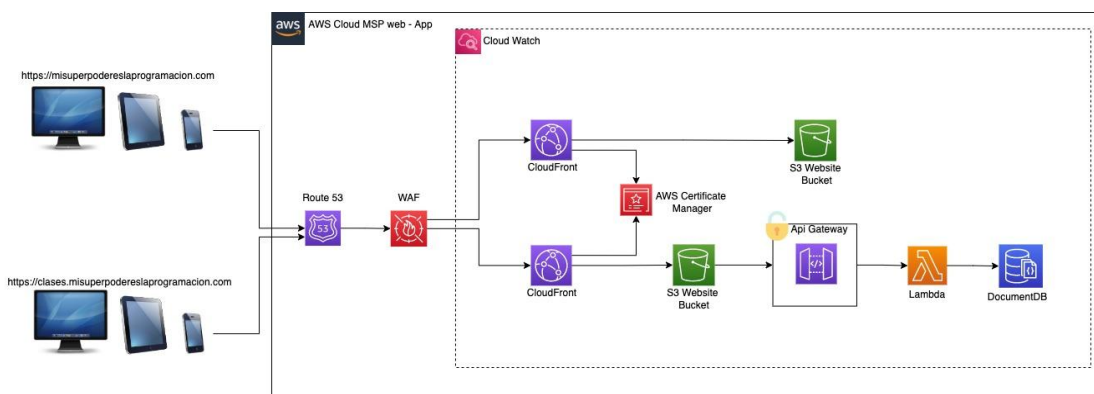 aws
AWS Cloud MSP web - App
Cloud Watch
https://misuperpodereslaprogramacion.com
CloudFront
S3 Website
Bucket
Route 53
53
WAF
AWS Certificate
Manager
Api Gateway
https://clases.misuperpodereslaprogramacion.com
CloudFront
S3 Website
Bucket
Lambda
DocumentDB